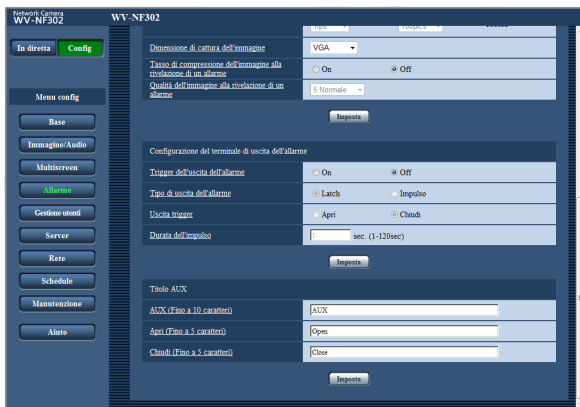 Network Camera
WV-NF302
WV-NF302
In diretta
Config
Menu config
Base
Immagine/Audio
Multiscreen
Allarme
Gestione utenti
Server
Rete
Schedule
Manutenzione
Aiuto
1fps
Dimensione di cattura dell'immagine
VGA
Tasso di compressione dell'immagine alla
rivelazione di un allarme
On
Off
Qualità dell'immagine alla rivelazione di un
allarme
5 Normale
Imposta
Configurazione del terminale di uscita dell'allarme
Trigger dell'uscita dell'allarme
On
Off
Tipo di uscita dell'allarme
Latch
Impulso
Uscita trigger
Apri
Chiudi
Durata dell'impulso
1 sec. (1-120sec)
Imposta
Titolo AUX
AUX (Fino a 10 caratteri)
AUX
Apri (Fino a 5 caratteri)
Open
Chiudi (Fino a 5 caratteri)
Close
Imposta